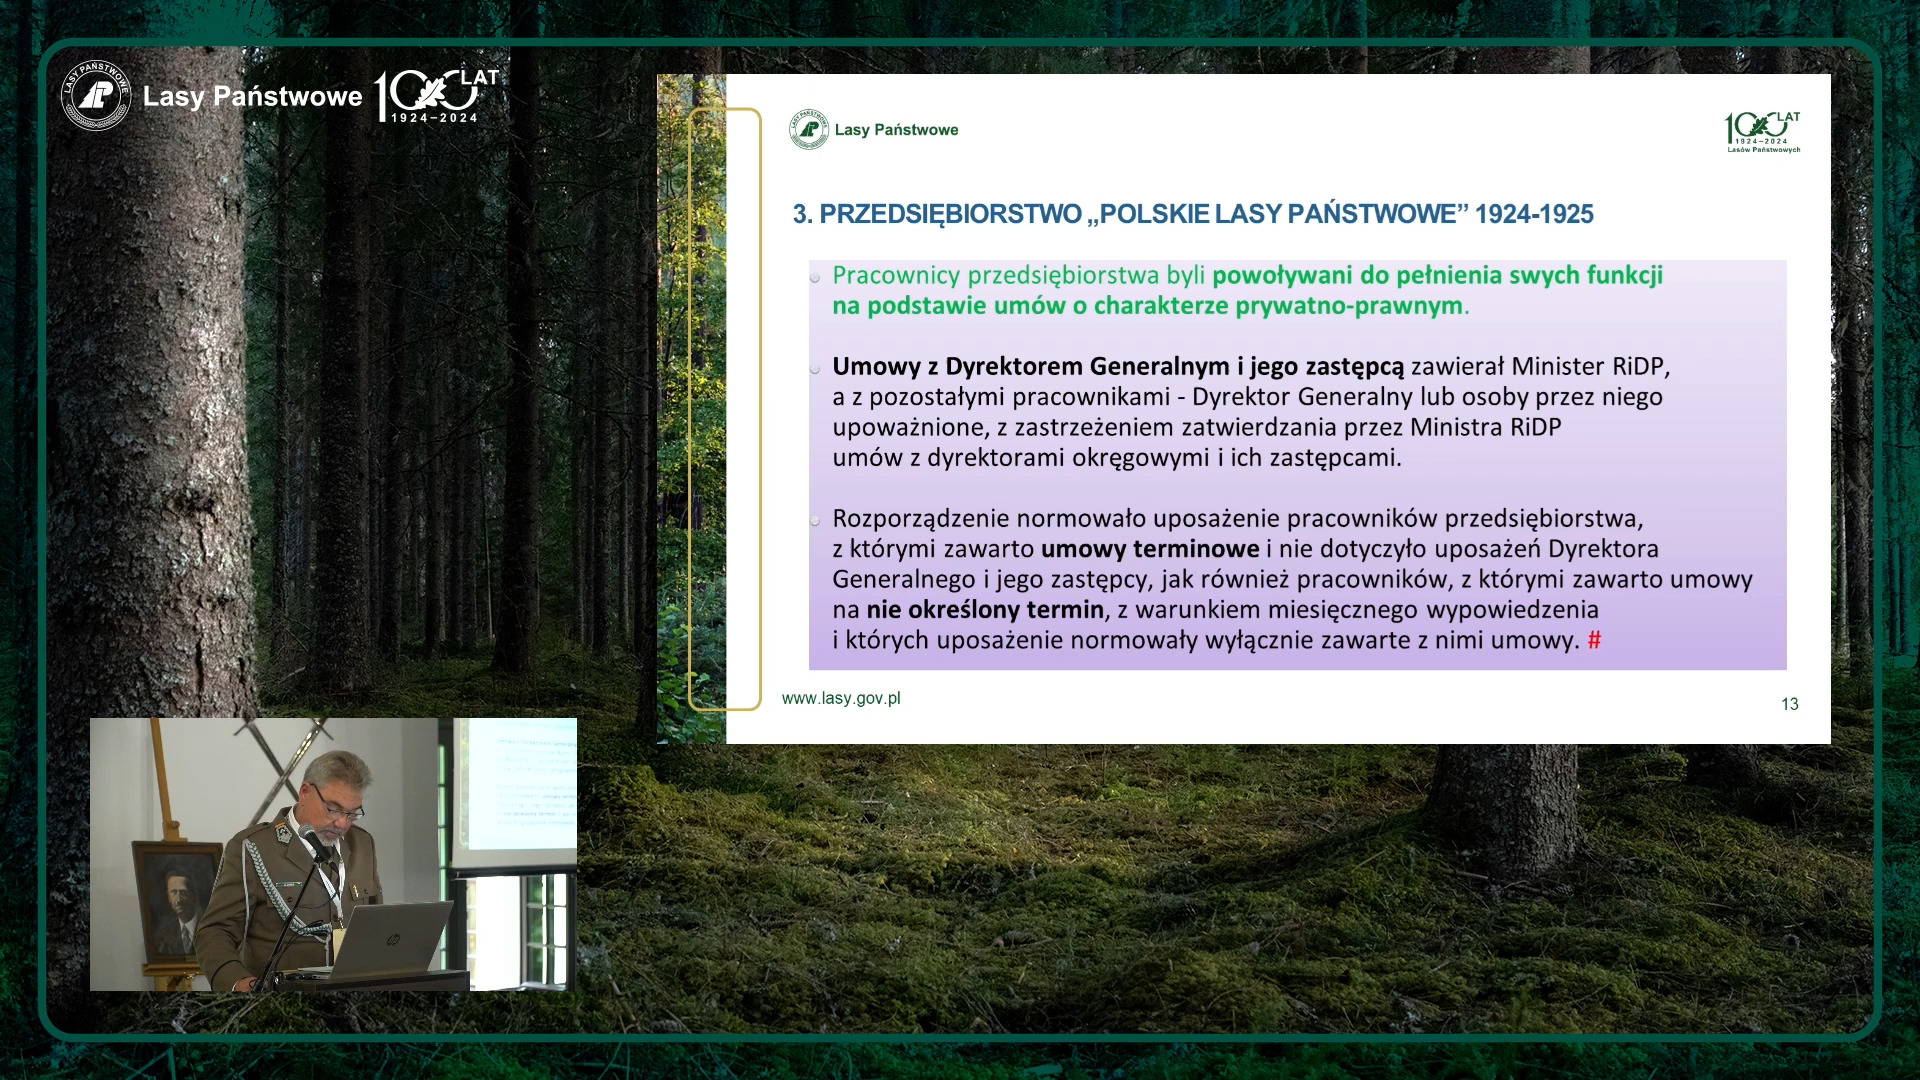 LASY PAŃSTWOWE
Lasy Państwowe
100 LAT
1924–2024
Lasy Państwowe
100 LAT
1924–2024
Lasów Państwowych
3. PRZEDSIĘBIORSTWO „POLSKIE LASY PAŃSTWOWE” 1924-1925
Pracownicy przedsiębiorstwa byli powoływani do pełnienia swych funkcji
na podstawie umów o charakterze prywatno-prawnym.
Umowy z Dyrektorem Generalnym i jego zastępcą zawierał Minister RiDP,
a z pozostałymi pracownikami - Dyrektor Generalny lub osoby przez niego
upoważnione, z zastrzeżeniem zatwierdzania przez Ministra RiDP
umów z dyrektorami okręgowymi i ich zastępcami.
Rozporządzenie normowało uposażenie pracowników przedsiębiorstwa,
z którymi zawarto umowy terminowe i nie dotyczyło uposażeń Dyrektora
Generalnego i jego zastępcy, jak również pracowników, z którymi zawarto umowy
na nie określony termin, z warunkiem miesięcznego wypowiedzenia
i których uposażenie normowały wyłącznie zawarte z nimi umowy. #
www.lasy.gov.pl
13
hp